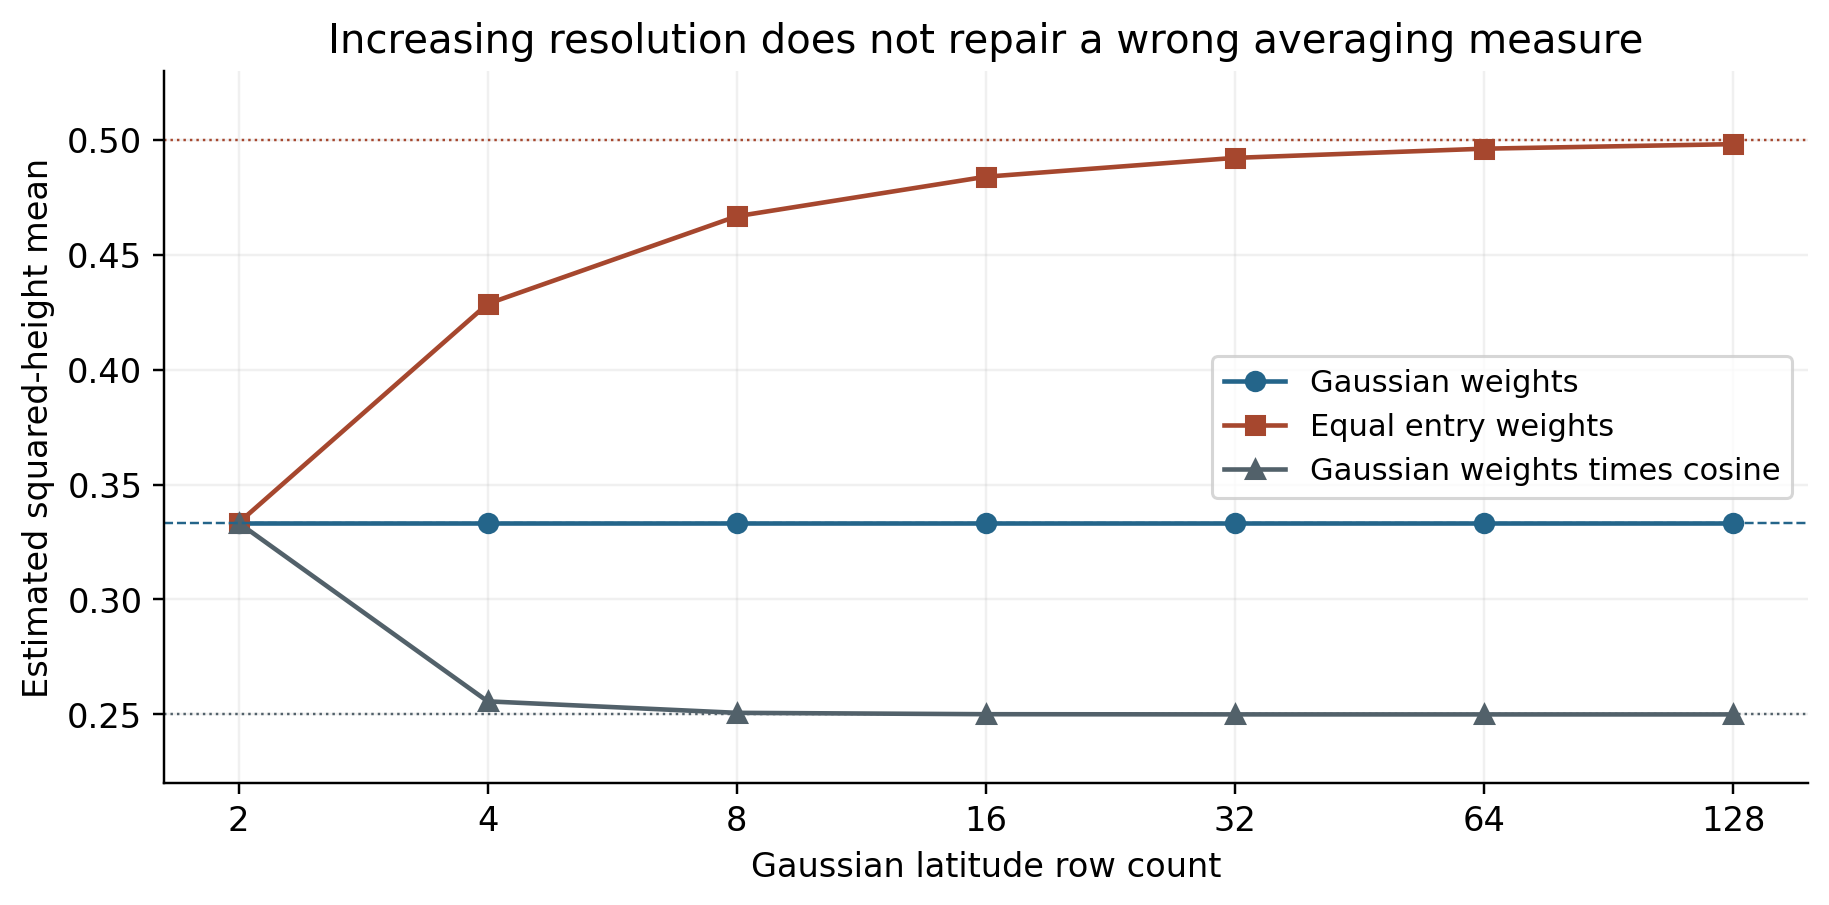 Increasing resolution does not repair a wrong averaging measure
Estimated squared-height mean
0.50
0.45
0.40
0.35
0.30
0.25
Gaussian weights
Equal entry weights
Gaussian weights times cosine
2 4 8 16 32 64 128
Gaussian latitude row count